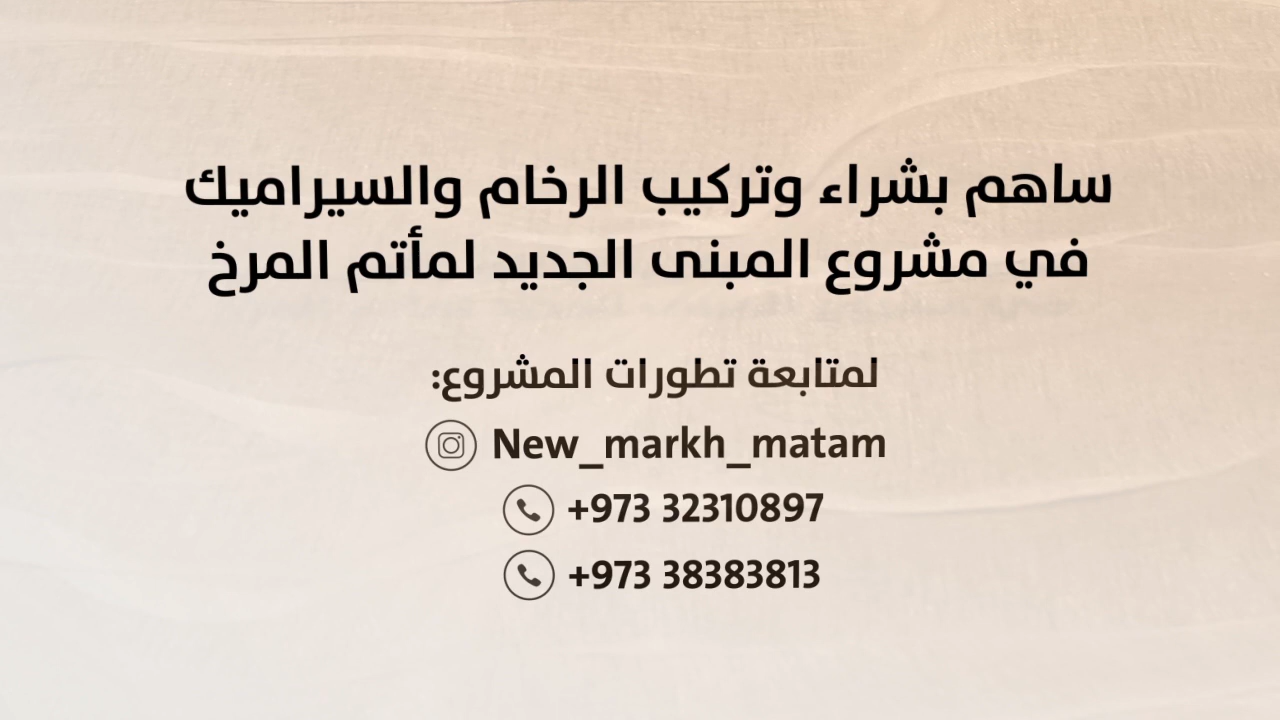 ساهم بشراء وتركيب الرخام والسيراميك
في مشروع المبنى الجديد لمأتم المرخ
لمتابعة تطورات المشروع:
New_markh_matam
+973 32310897
+973 38383813